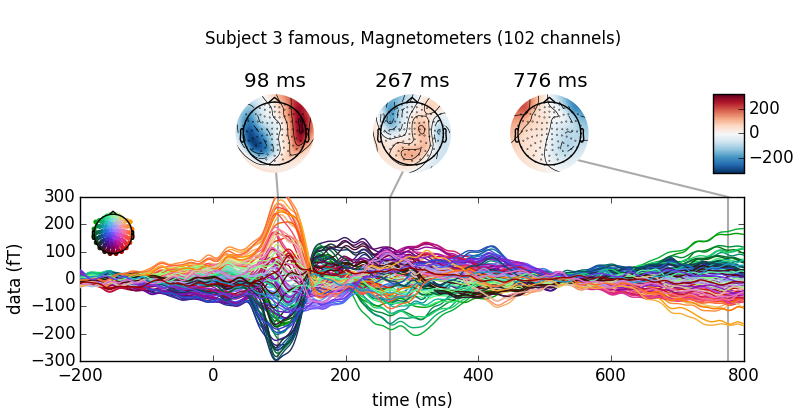 Subject 3 famous, Magnetometers (102 channels)
98 ms 267 ms 776 ms
200
0
−200
300
200
100
0
−100
−200
−300
data (fT)
−200 0 200 400 600 800
time (ms)